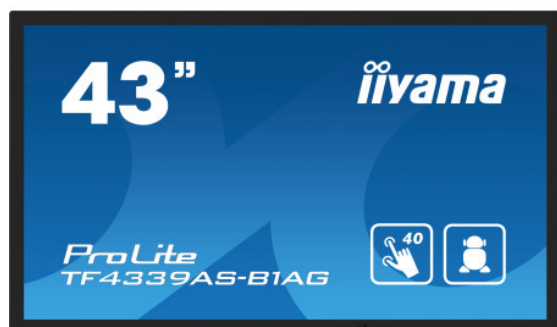 43”
iiyama
40
ProLite
TF4339AS-B1AG